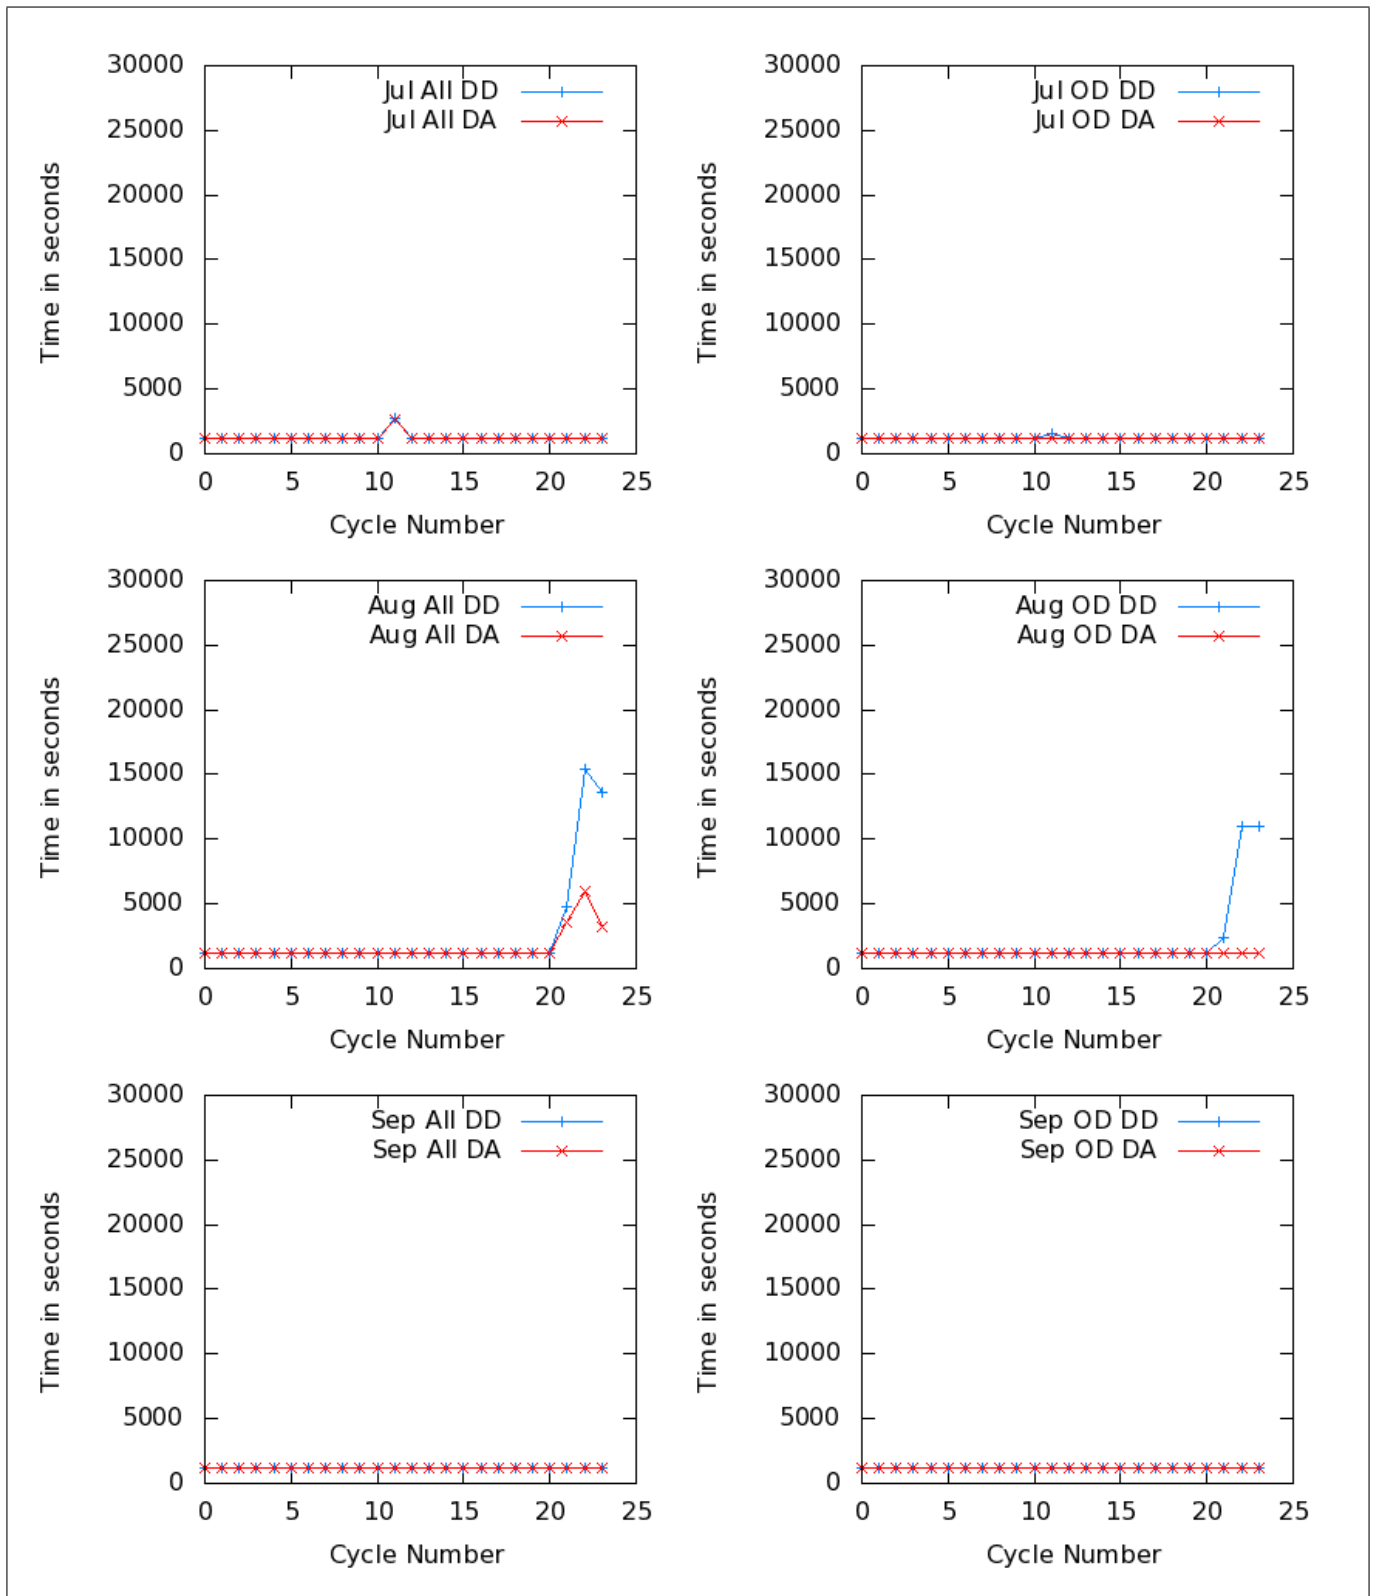 30000
25000
20000
15000
10000
5000
0
0 5 10 15 20 25
Time in seconds
Cycle Number
Jul All DD
Jul All DA
30000
25000
20000
15000
10000
5000
0
0 5 10 15 20 25
Time in seconds
Cycle Number
Jul OD DD
Jul OD DA
30000
25000
20000
15000
10000
5000
0
0 5 10 15 20 25
Time in seconds
Cycle Number
Aug All DD
Aug All DA
30000
25000
20000
15000
10000
5000
0
0 5 10 15 20 25
Time in seconds
Cycle Number
Aug OD DD
Aug OD DA
30000
25000
20000
15000
10000
5000
0
0 5 10 15 20 25
Time in seconds
Cycle Number
Sep All DD
Sep All DA
30000
25000
20000
15000
10000
5000
0
0 5 10 15 20 25
Time in seconds
Cycle Number
Sep OD DD
Sep OD DA